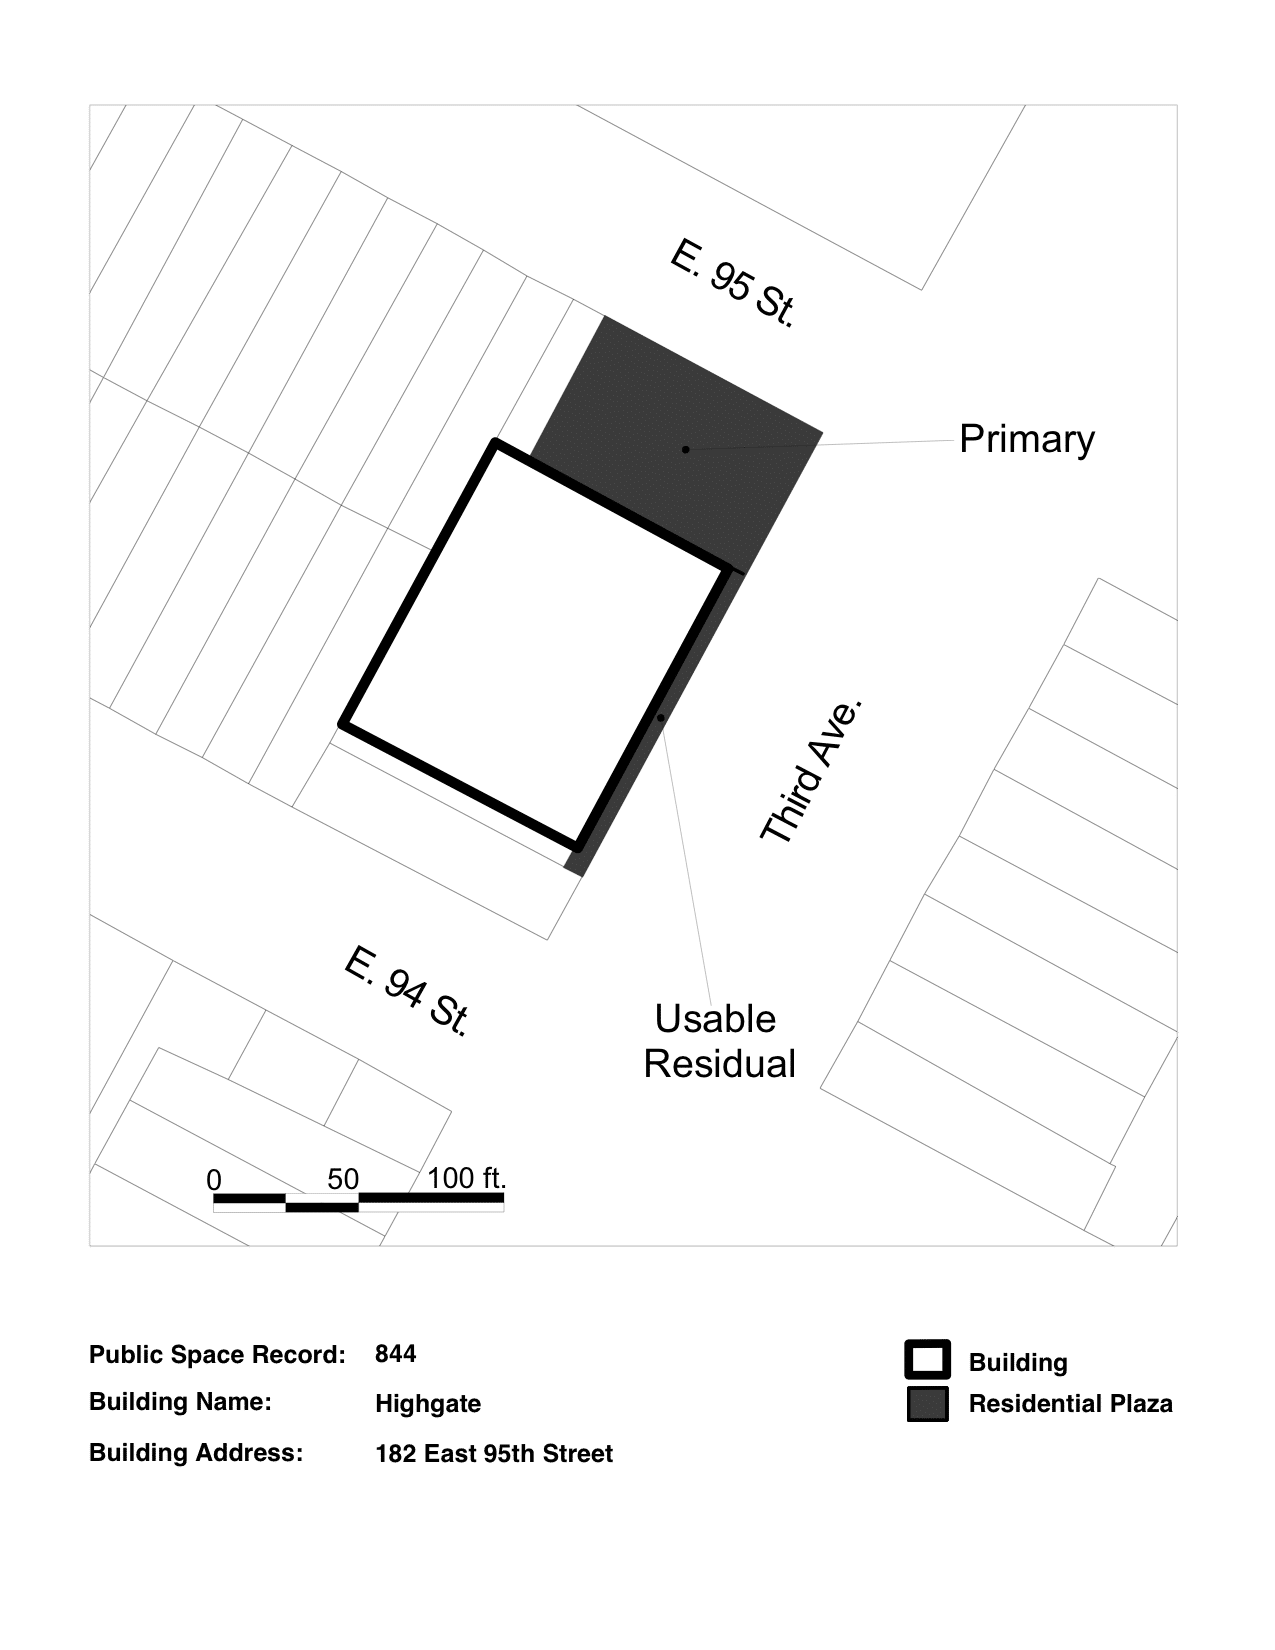 E. 95 St.
Primary
Third Ave.
E. 94 St.
Usable
Residual
0 50 100 ft.
Public Space Record: 844
Building Name: Highgate
Building Address: 182 East 95th Street
Building
Residential Plaza